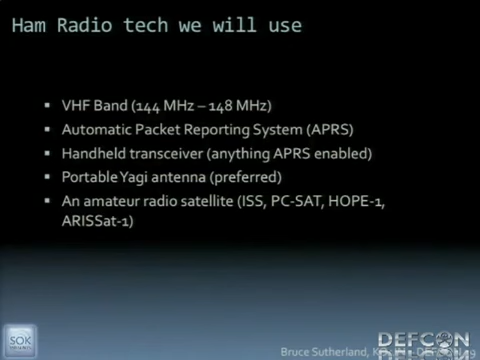 Ham Radio tech we will use
▪ VHF Band (144 MHz – 148 MHz)
▪ Automatic Packet Reporting System (APRS)
▪ Handheld transceiver (anything APRS enabled)
▪ Portable Yagi antenna (preferred)
▪ An amateur radio satellite (ISS, PC-SAT, HOPE-1,
ARISSat-1)
SOK
DEFCON
Bruce Sutherland,